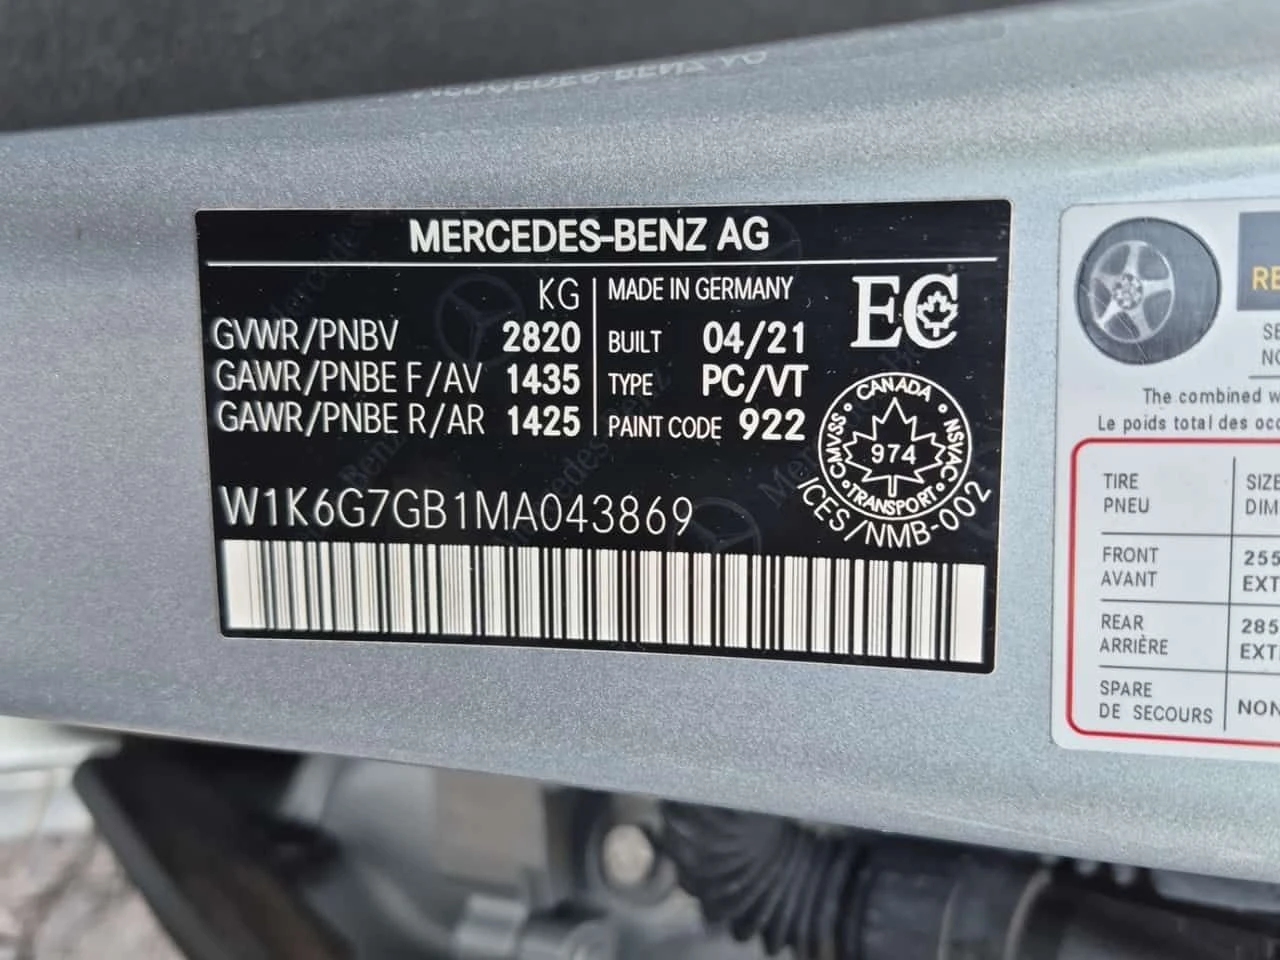 MERCEDES-BENZ AG
KG
GVWR/PNBV 2820
GAWR/PNBE F/AV 1435
GAWR/PNBE R/AR 1425
MADE IN GERMANY
BUILT 04/21
TYPE PC/VT
PAINT CODE 922
EC
CANADA
CMVSS
NSVAC
974
TRANSPORT
ICES/NMB-002
W1K6G7GB1MA043869
RE
SE
NO
The combined w
Le poids total des occ
TIRE SIZE
PNEU DIM
FRONT 255
AVANT EXT
REAR 285
ARRIÈRE EXT
SPARE
DE SECOURS NON